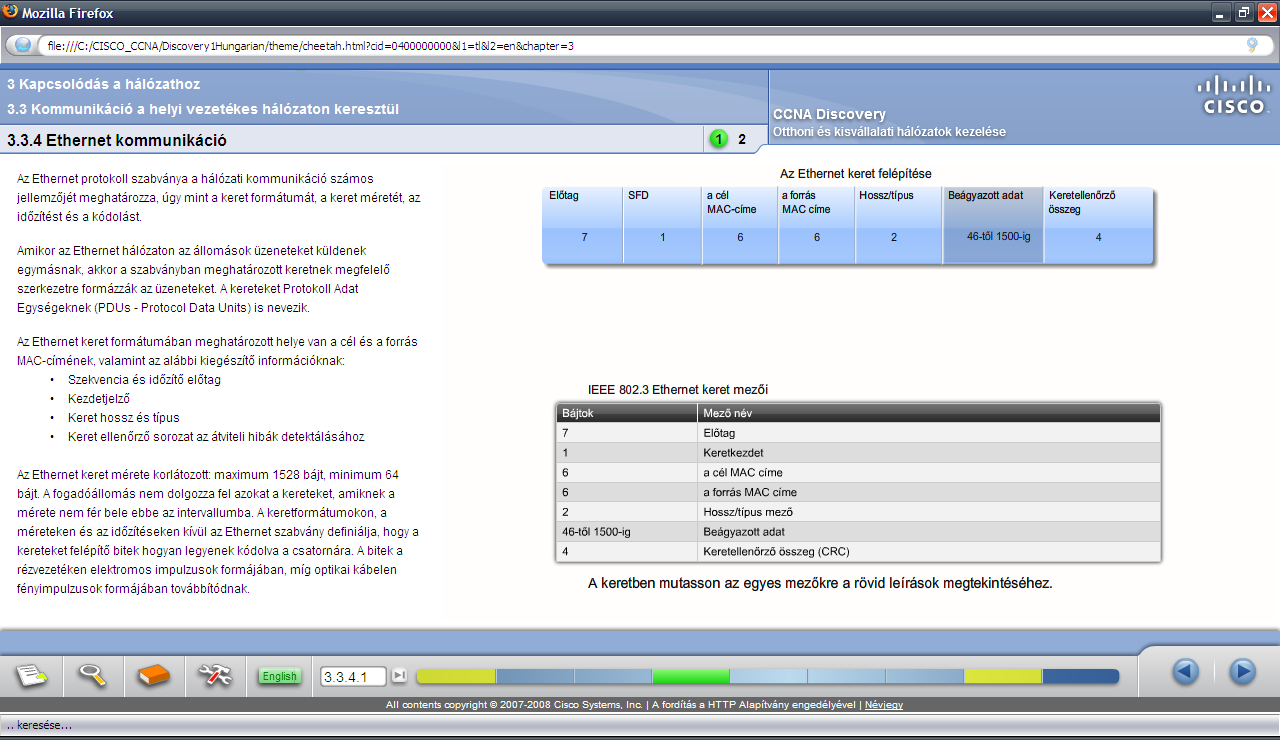 Mozilla Firefox
file:///C:/CISCO_CCNA/Discovery1Hungarian/theme/cheetah.html?cid=0400000000&l1=tl&l2=en&chapter=3
3 Kapcsolódás a hálózathoz
3.3 Kommunikáció a helyi vezetékes hálózaton keresztül
CISCO
CCNA Discovery
Otthoni és kisvállalati hálózatok kezelése
3.3.4 Ethernet kommunikáció
1 2
Az Ethernet protokoll szabványa a hálózati kommunikáció számos
jellemzőjét meghatározza, úgy mint a keret formátumát, a keret méretét, az
időzítést és a kódolást.
Amikor az Ethernet hálózaton az állomások üzeneteket küldenek
egymásnak, akkor a szabványban meghatározott keretnek megfelelő
szerkezetre formázzák az üzeneteket. A kereteket Protokoll Adat
Egységeknek (PDUs - Protocol Data Units) is nevezik.
Az Ethernet keret formátumában meghatározott helye van a cél és a forrás
MAC-címének, valamint az alábbi kiegészítő információknak:
• Szekvencia és időzítő előtag
• Kezdetjelző
• Keret hossz és típus
• Keret ellenőrző sorozat az átviteli hibák detektálásához
Az Ethernet keret mérete korlátozott: maximum 1528 bájt, minimum 64
bájt. A fogadóállomás nem dolgozza fel azokat a kereteket, amiknek a
mérete nem fér bele ebbe az intervallumba. A keretformátumokon, a
méreteken és az időzítéseken kívül az Ethernet szabvány definiálja, hogy a
kereteket felépítő bitek hogyan legyenek kódolva a csatornára. A bitek a
rézvezetéken elektromos impulzusok formájában, míg optikai kábelen
fényimpulzusok formájában továbbítódnak.
Az Ethernet keret felépítése
Előtag SFD a cél a forrás Hossz/típus Beágyazott adat Keretellenőrző
MAC-címe MAC címe összeg
7 1 6 6 2 46-től 1500-ig 4
IEEE 802.3 Ethernet keret mezői
Bájtok Mező név
7 Előtag
1 Keretkezdet
6 a cél MAC címe
6 a forrás MAC címe
2 Hossz/típus mező
46-től 1500-ig Beágyazott adat
4 Keretellenőrző összeg (CRC)
A keretben mutasson az egyes mezőkre a rövid leírások megtekintéséhez.
English 3.3.4.1
All contents copyright © 2007-2008 Cisco Systems, Inc. | A fordítás a HTTP Alapítvány engedélyével | Névjegy
.. keresése...